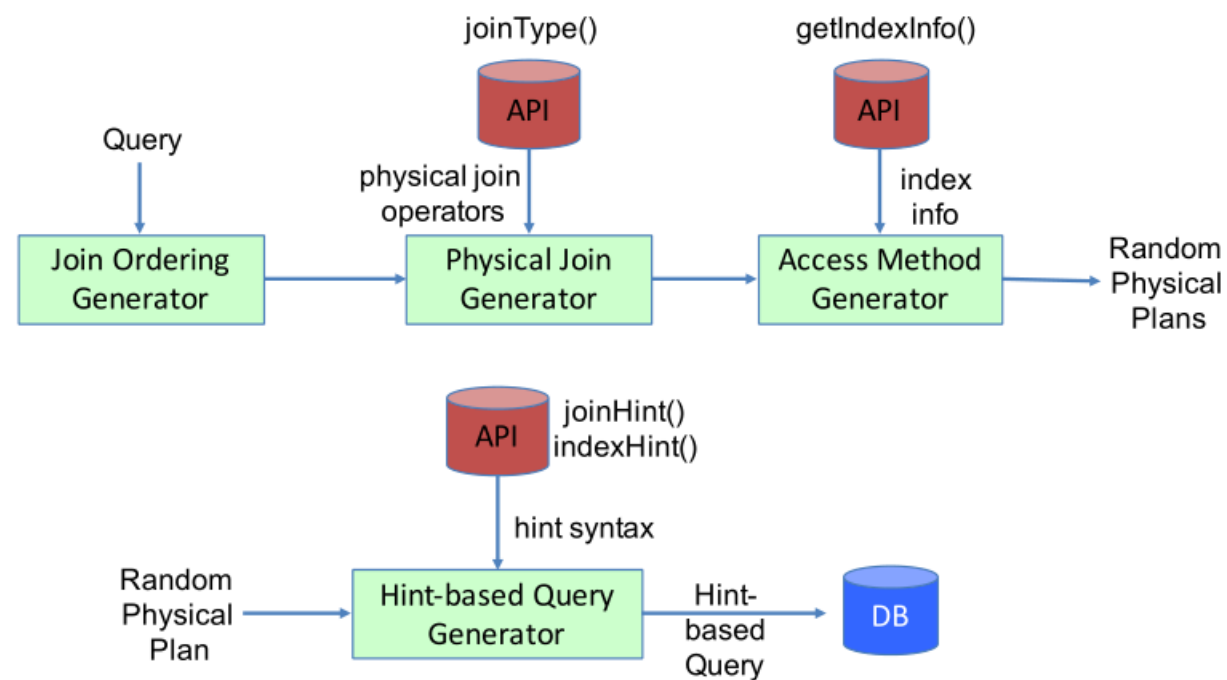 joinType()
getIndexInfo()
API
API
Query
physical join
operators
index
info
Join Ordering
Generator
Physical Join
Generator
Access Method
Generator
Random
Physical
Plans
API
joinHint()
indexHint()
hint syntax
Random
Physical
Plan
Hint-based Query
Generator
Hint-
based
Query
DB